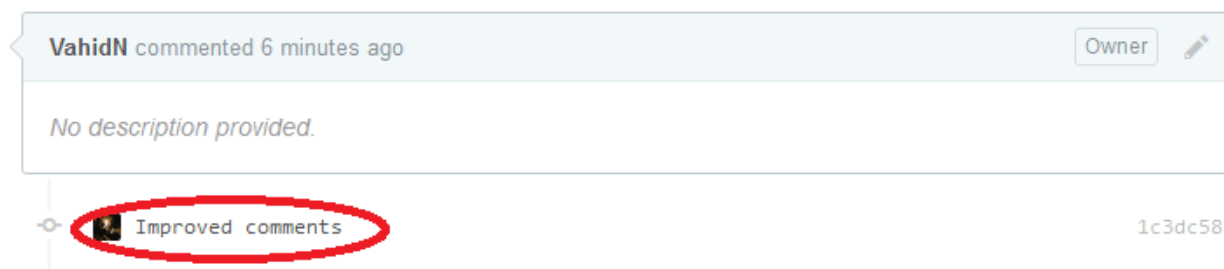 VahidN commented 6 minutes ago Owner
No description provided.
Improved comments 1c3dc58